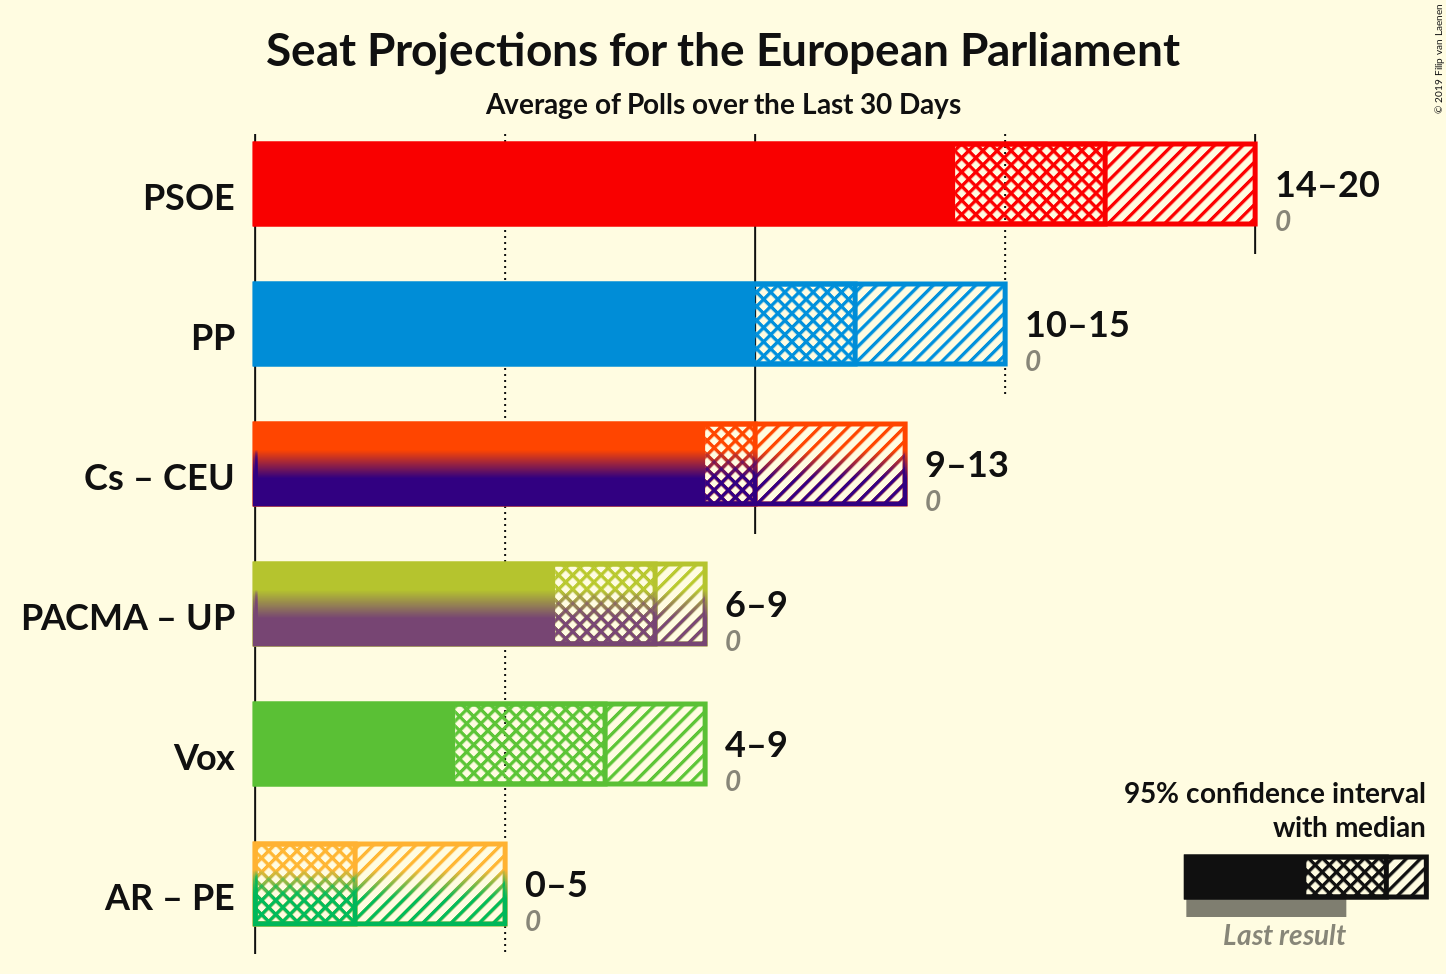 Seat Projections for the European Parliament
Average of Polls over the Last 30 Days
© 2019 Filip van Laenen
PSOE
14–20
0
PP
10–15
0
Cs – CEU
9–13
0
PACMA – UP
6–9
0
Vox
4–9
0
AR – PE
0–5
0
95% confidence interval
with median
Last result